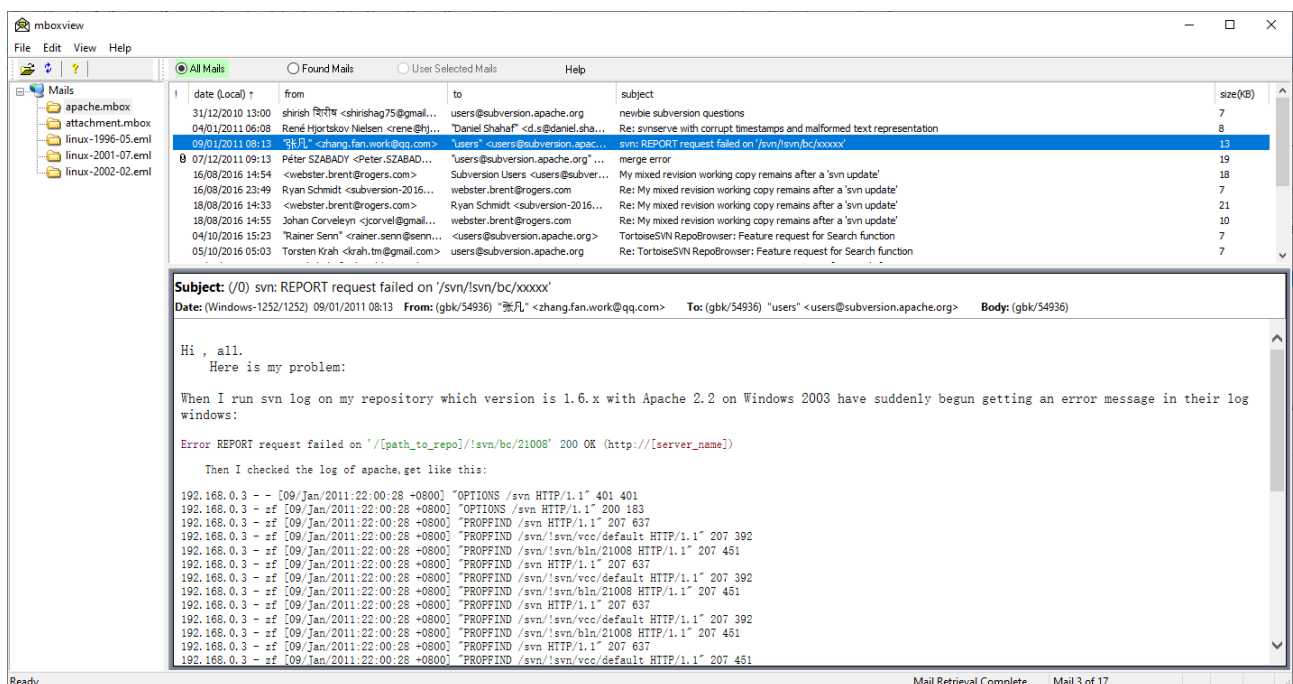 mboxview
File Edit View Help
All Mails Found Mails User Selected Mails Help
Mails
apache.mbox
attachment.mbox
linux-1996-05.eml
linux-2001-07.eml
linux-2002-02.eml
! date (Local) ↑ from to subject size(KB)
31/12/2010 13:00 shirish शिरीष <shirishag75@gmail... users@subversion.apache.org newbie subversion questions 7
04/01/2011 06:08 René Hjortskov Nielsen <rene@hj... "Daniel Shahaf" <d.s@daniel.sha... Re: svnserve with corrupt timestamps and malformed text representation 8
09/01/2011 08:13 "张凡" <zhang.fan.work@qq.com> "users" <users@subversion.apac... svn: REPORT request failed on '/svn/!svn/bc/xxxxx' 13
07/12/2011 09:13 Péter SZABADY <Peter.SZABAD... "users@subversion.apache.org" ... merge error 19
16/08/2016 14:54 <webster.brent@rogers.com> Subversion Users <users@subver... My mixed revision working copy remains after a 'svn update' 18
16/08/2016 23:49 Ryan Schmidt <subversion-2016... webster.brent@rogers.com Re: My mixed revision working copy remains after a 'svn update' 7
18/08/2016 14:33 <webster.brent@rogers.com> Ryan Schmidt <subversion-2016... Re: My mixed revision working copy remains after a 'svn update' 21
18/08/2016 14:55 Johan Corveleyn <jcorvel@gmail... webster.brent@rogers.com Re: My mixed revision working copy remains after a 'svn update' 10
04/10/2016 15:23 "Rainer Senn" <rainer.senn@senn... <users@subversion.apache.org> TortoiseSVN RepoBrowser: Feature request for Search function 7
05/10/2016 05:03 Torsten Krah <krah.tm@gmail.com> users@subversion.apache.org Re: TortoiseSVN RepoBrowser: Feature request for Search function 7
Subject: (/0) svn: REPORT request failed on '/svn/!svn/bc/xxxxx'
Date: (Windows-1252/1252) 09/01/2011 08:13 From: (gbk/54936) "张凡" <zhang.fan.work@qq.com> To: (gbk/54936) "users" <users@subversion.apache.org> Body: (gbk/54936)
Hi , all.
Here is my problem:
When I run svn log on my repository which version is 1.6.x with Apache 2.2 on Windows 2003 have suddenly begun getting an error message in their log
windows:
Error REPORT request failed on '/[path_to_repo]/!svn/bc/21008' 200 OK (http://[server_name])
Then I checked the log of apache,get like this:
192.168.0.3 - - [09/Jan/2011:22:00:28 +0800] "OPTIONS /svn HTTP/1.1" 401 401
192.168.0.3 - zf [09/Jan/2011:22:00:28 +0800] "OPTIONS /svn HTTP/1.1" 200 183
192.168.0.3 - zf [09/Jan/2011:22:00:28 +0800] "PROPFIND /svn HTTP/1.1" 207 637
192.168.0.3 - zf [09/Jan/2011:22:00:28 +0800] "PROPFIND /svn/!svn/vcc/default HTTP/1.1" 207 392
192.168.0.3 - zf [09/Jan/2011:22:00:28 +0800] "PROPFIND /svn/!svn/bln/21008 HTTP/1.1" 207 451
192.168.0.3 - zf [09/Jan/2011:22:00:28 +0800] "PROPFIND /svn HTTP/1.1" 207 637
192.168.0.3 - zf [09/Jan/2011:22:00:28 +0800] "PROPFIND /svn/!svn/vcc/default HTTP/1.1" 207 392
192.168.0.3 - zf [09/Jan/2011:22:00:28 +0800] "PROPFIND /svn/!svn/bln/21008 HTTP/1.1" 207 451
192.168.0.3 - zf [09/Jan/2011:22:00:28 +0800] "PROPFIND /svn HTTP/1.1" 207 637
192.168.0.3 - zf [09/Jan/2011:22:00:28 +0800] "PROPFIND /svn/!svn/vcc/default HTTP/1.1" 207 392
192.168.0.3 - zf [09/Jan/2011:22:00:28 +0800] "PROPFIND /svn/!svn/bln/21008 HTTP/1.1" 207 451
192.168.0.3 - zf [09/Jan/2011:22:00:28 +0800] "PROPFIND /svn HTTP/1.1" 207 637
192.168.0.3 - zf [09/Jan/2011:22:00:28 +0800] "PROPFIND /svn/!svn/vcc/default HTTP/1.1" 207 451
Ready Mail Retrieval Complete Mail 3 of 17